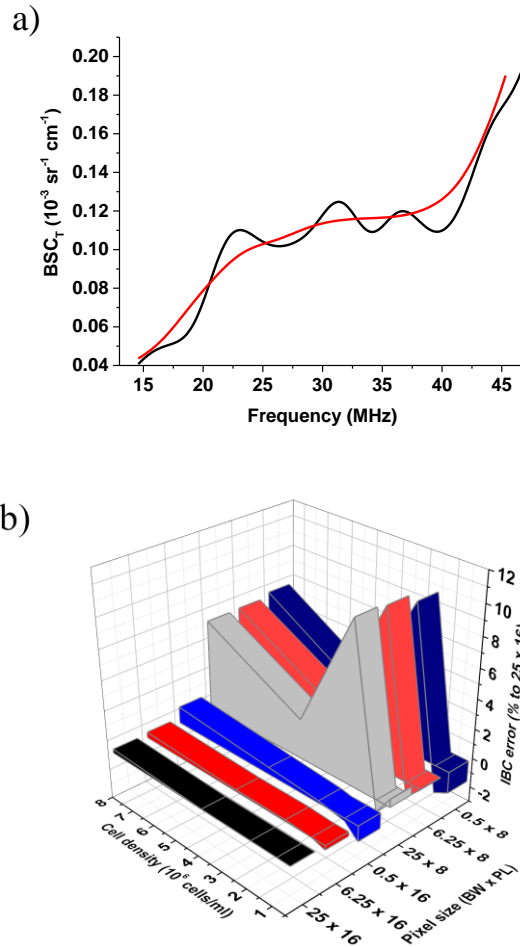 a)
0.20
0.18
0.16
0.14
0.12
0.10
0.08
0.06
0.04
BSC_T (10⁻³ sr⁻¹ cm⁻¹)
15 20 25 30 35 40 45
Frequency (MHz)
b)
12
10
8
6
4
2
0
-2
IBC error (% to 25 x 16)
8 7 6 5 4 3 2 1
Cell density (10⁶ cells/ml)
0.5 x 8
6.25 x 8
25 x 8
0.5 x 16
6.25 x 16
25 x 16
Pixel size (BW x PL)